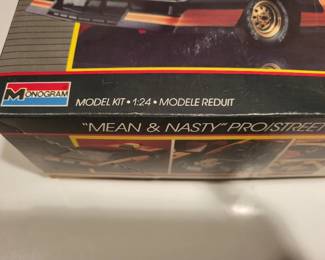 MONOGRAM
MODEL KIT • 1:24 • MODELE REDUIT
"MEAN & NASTY" PRO/STREET